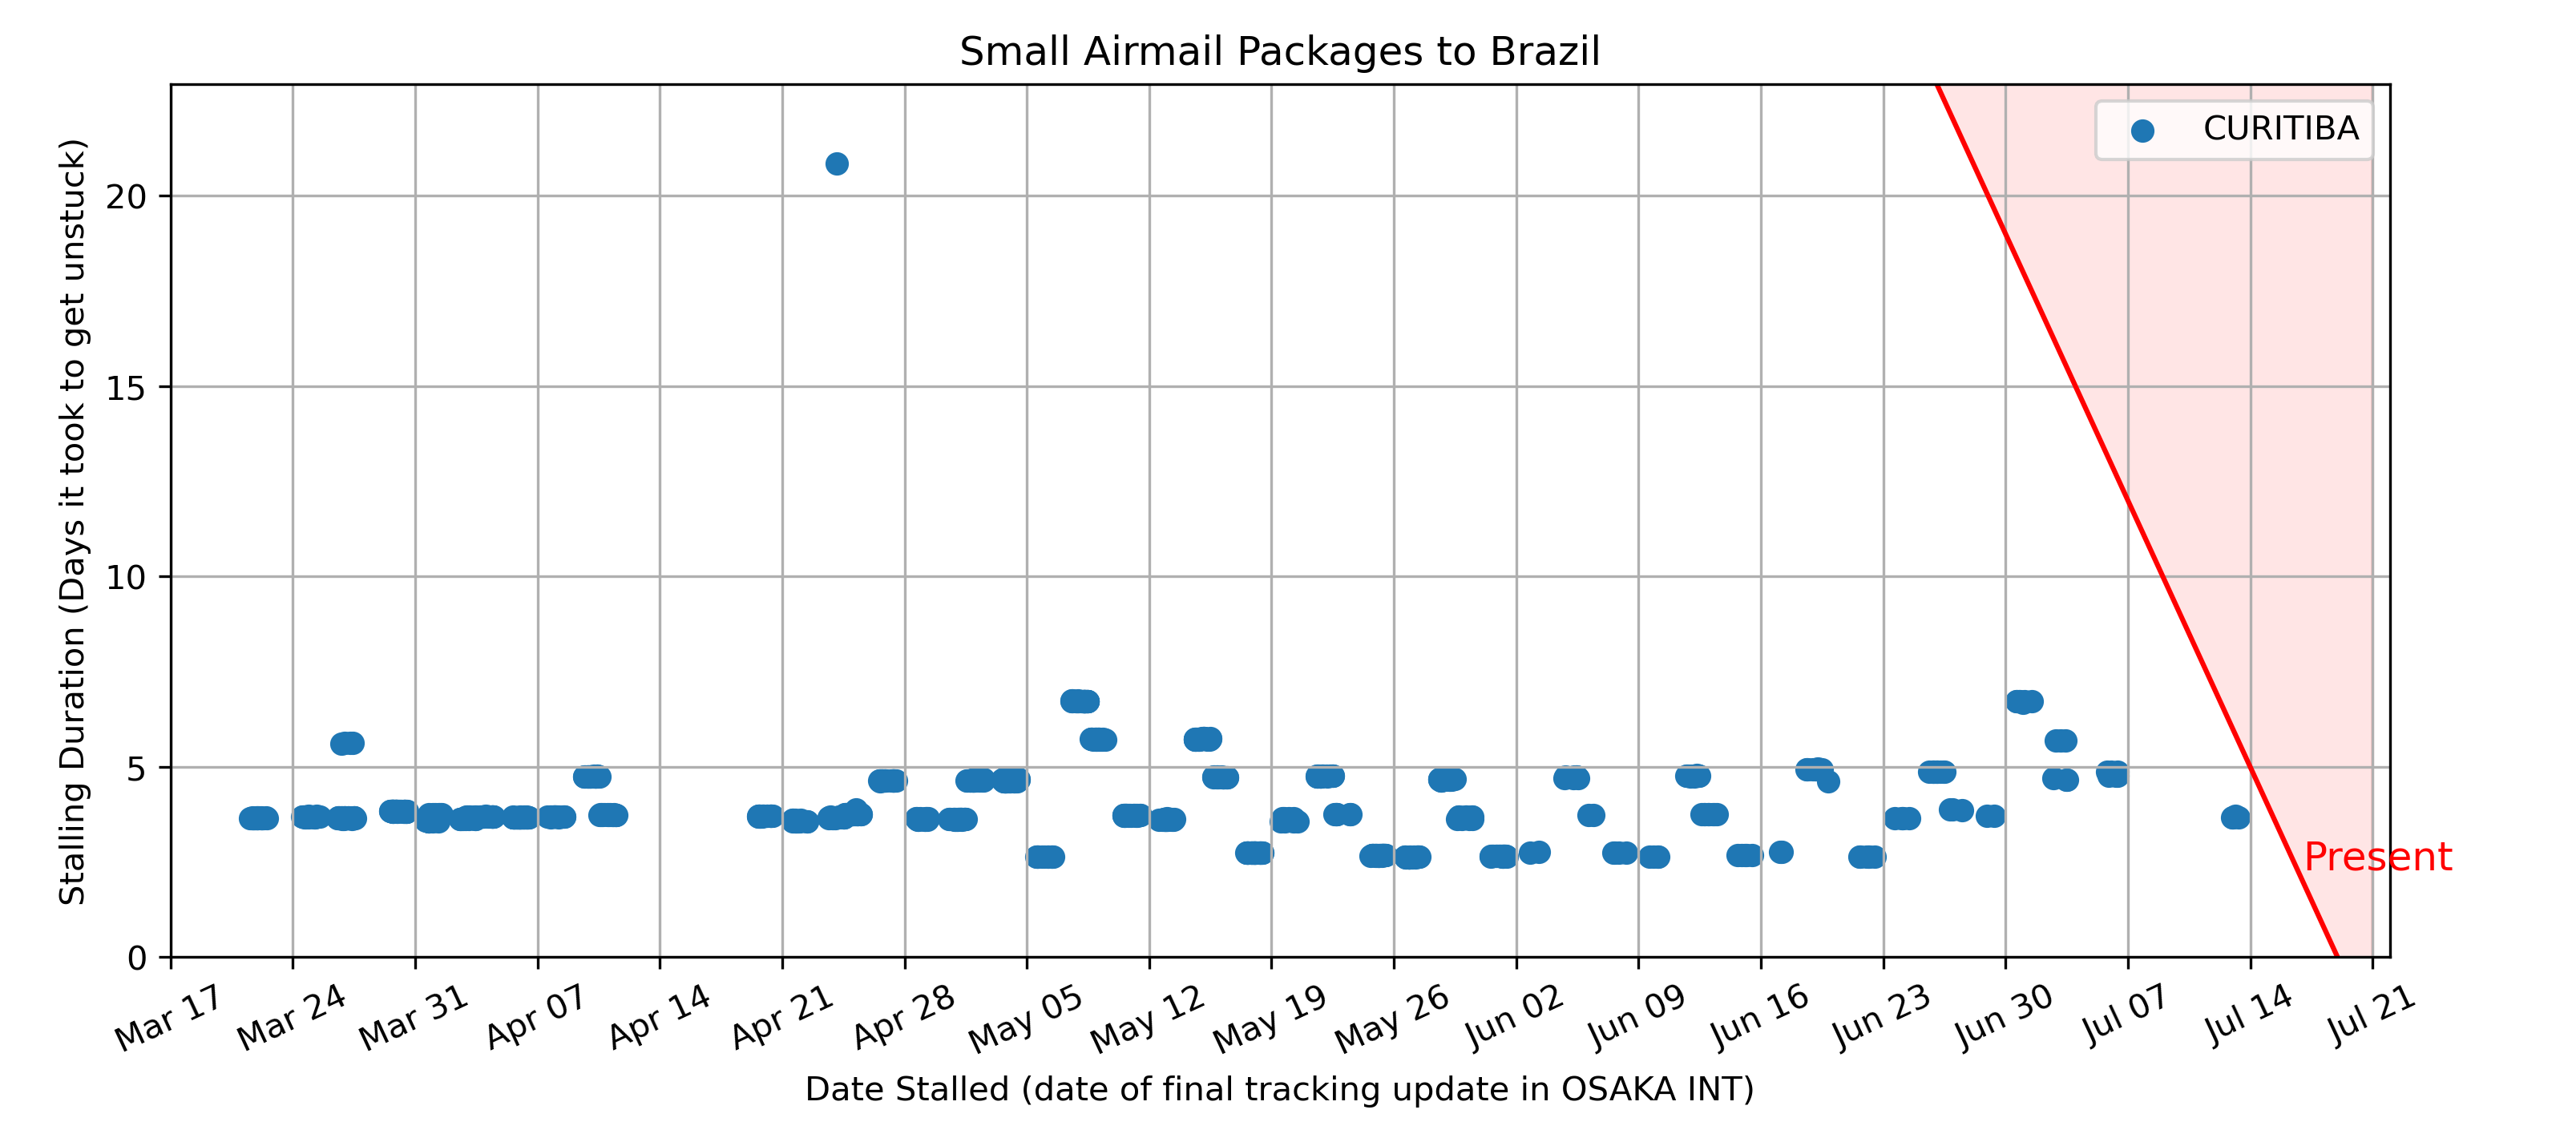 Small Airmail Packages to Brazil
CURITIBA
Stalling Duration (Days it took to get unstuck)
20
15
10
5
0
Present
Mar 17
Mar 24
Mar 31
Apr 07
Apr 14
Apr 21
Apr 28
May 05
May 12
May 19
May 26
Jun 02
Jun 09
Jun 16
Jun 23
Jun 30
Jul 07
Jul 14
Jul 21
Date Stalled (date of final tracking update in OSAKA INT)